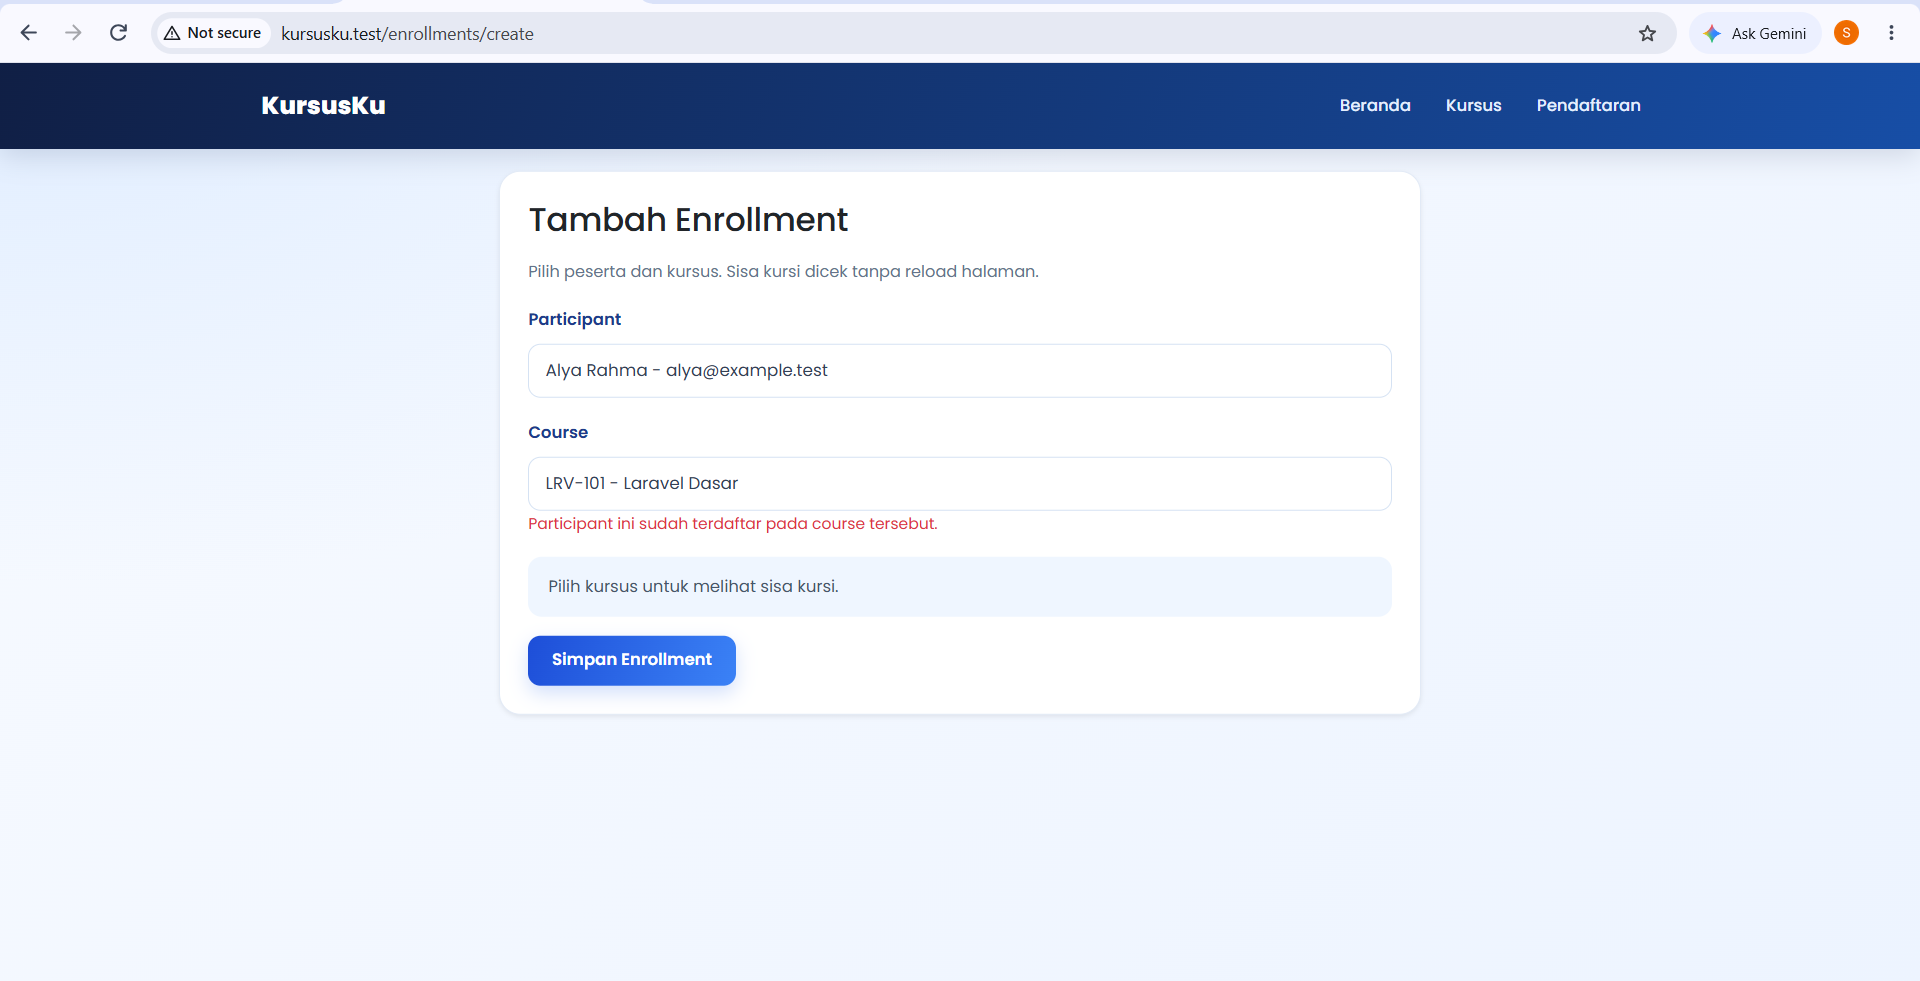 Not secure
kursusku.test/enrollments/create
Ask Gemini
S
KursusKu
Beranda
Kursus
Pendaftaran
Tambah Enrollment
Pilih peserta dan kursus. Sisa kursi dicek tanpa reload halaman.
Participant
Alya Rahma - alya@example.test
Course
LRV-101 - Laravel Dasar
Participant ini sudah terdaftar pada course tersebut.
Pilih kursus untuk melihat sisa kursi.
Simpan Enrollment